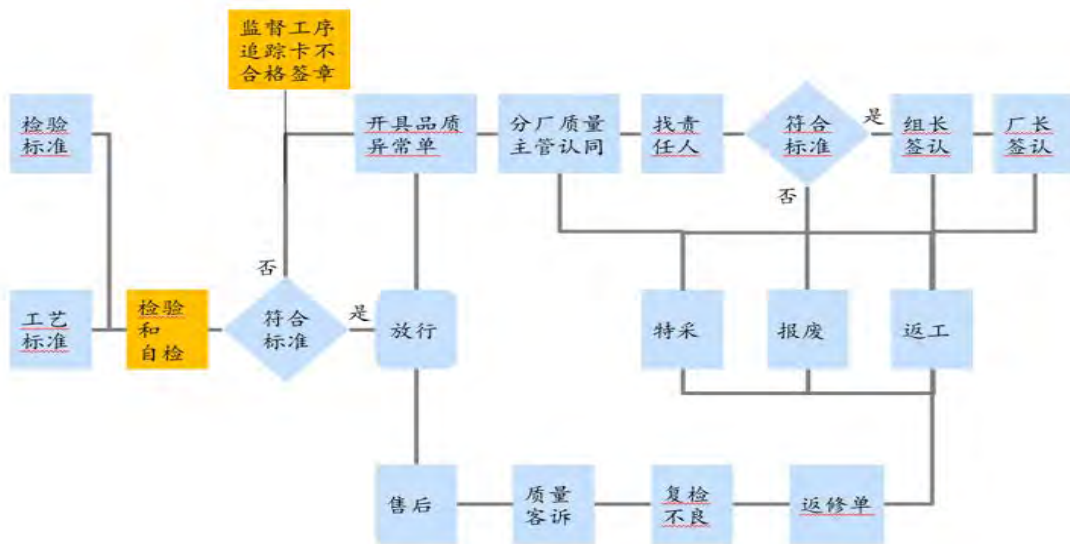 监督工序
追踪卡不
合格签章
检验
标准
开具品质
异常单
分厂质量
主管认同
找责
任人
符合
标准
是
组长
签认
厂长
签认
否
否
工艺
标准
检验
和
自检
符合
标准
是
放行
特采
报废
返工
售后
质量
客诉
复检
不良
返修单